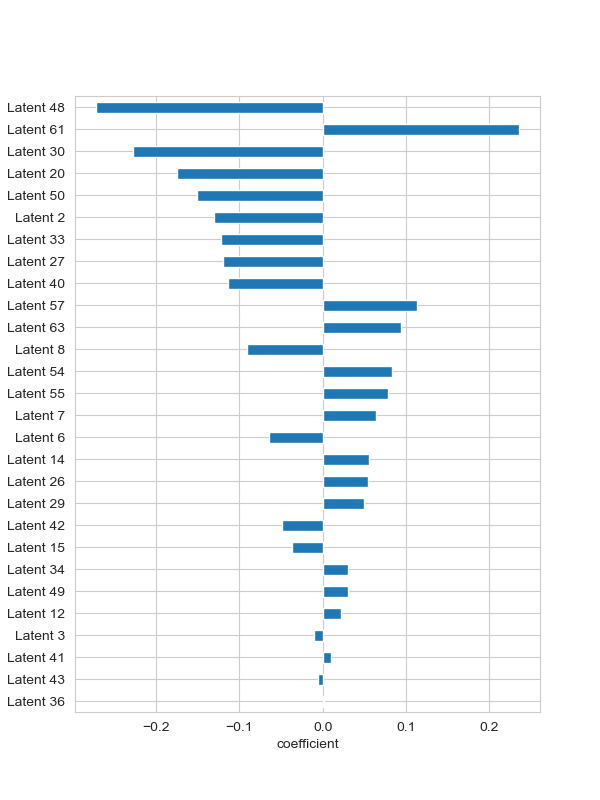 Latent 48
Latent 61
Latent 30
Latent 20
Latent 50
Latent 2
Latent 33
Latent 27
Latent 40
Latent 57
Latent 63
Latent 8
Latent 54
Latent 55
Latent 7
Latent 6
Latent 14
Latent 26
Latent 29
Latent 42
Latent 15
Latent 34
Latent 49
Latent 12
Latent 3
Latent 41
Latent 43
Latent 36
−0.2 −0.1 0.0 0.1 0.2
coefficient